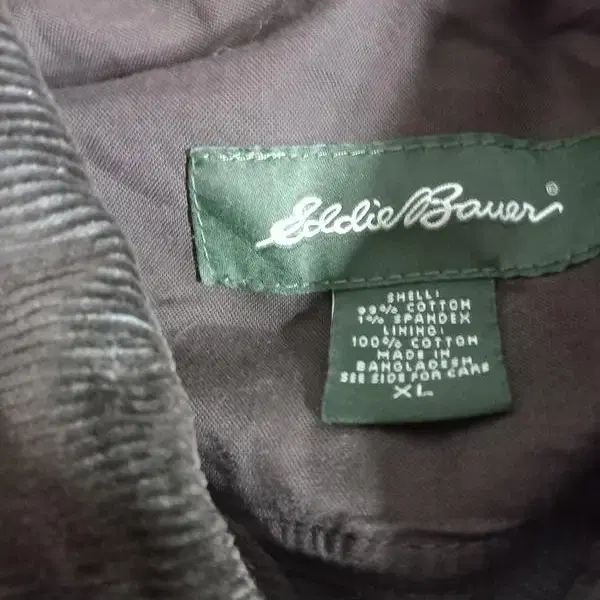 Eddie Bauer®
SHELL:
99% COTTON
1% SPANDEX
LINING:
100% COTTON
MADE IN
BANGLADESH
SEE SIDE FOR CARE
XL